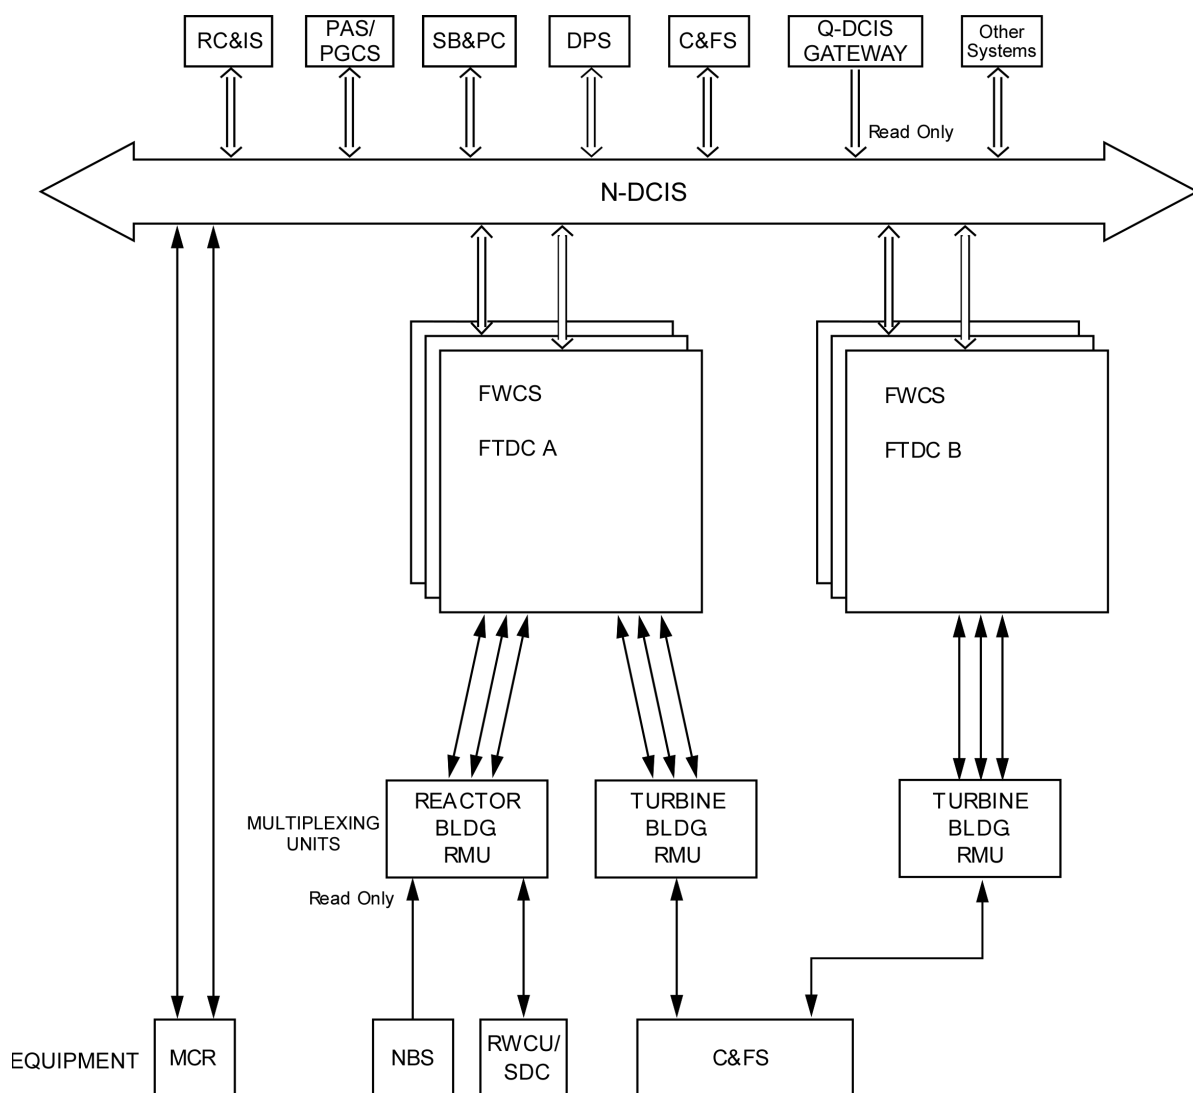 RC&IS
PAS/
PGCS
SB&PC
DPS
C&FS
Q-DCIS
GATEWAY
Other
Systems
Read Only
N-DCIS
FWCS
FTDC A
FWCS
FTDC B
MULTIPLEXING
UNITS
REACTOR
BLDG
RMU
TURBINE
BLDG
RMU
TURBINE
BLDG
RMU
Read Only
EQUIPMENT
MCR
NBS
RWCU/
SDC
C&FS